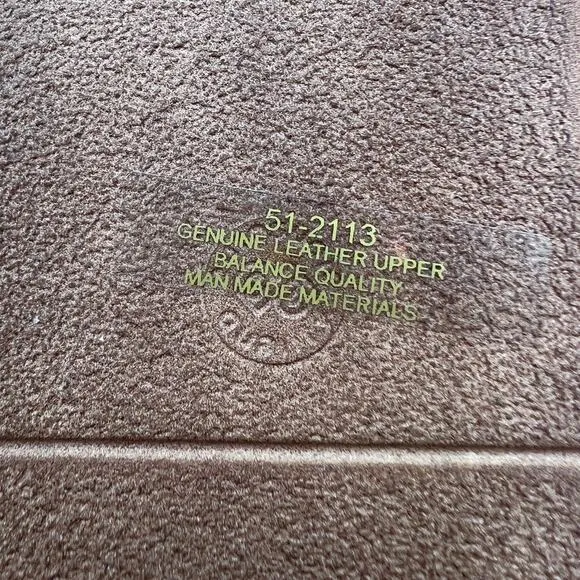 51-2113
GENUINE LEATHER UPPER
BALANCE QUALITY
MAN MADE MATERIALS